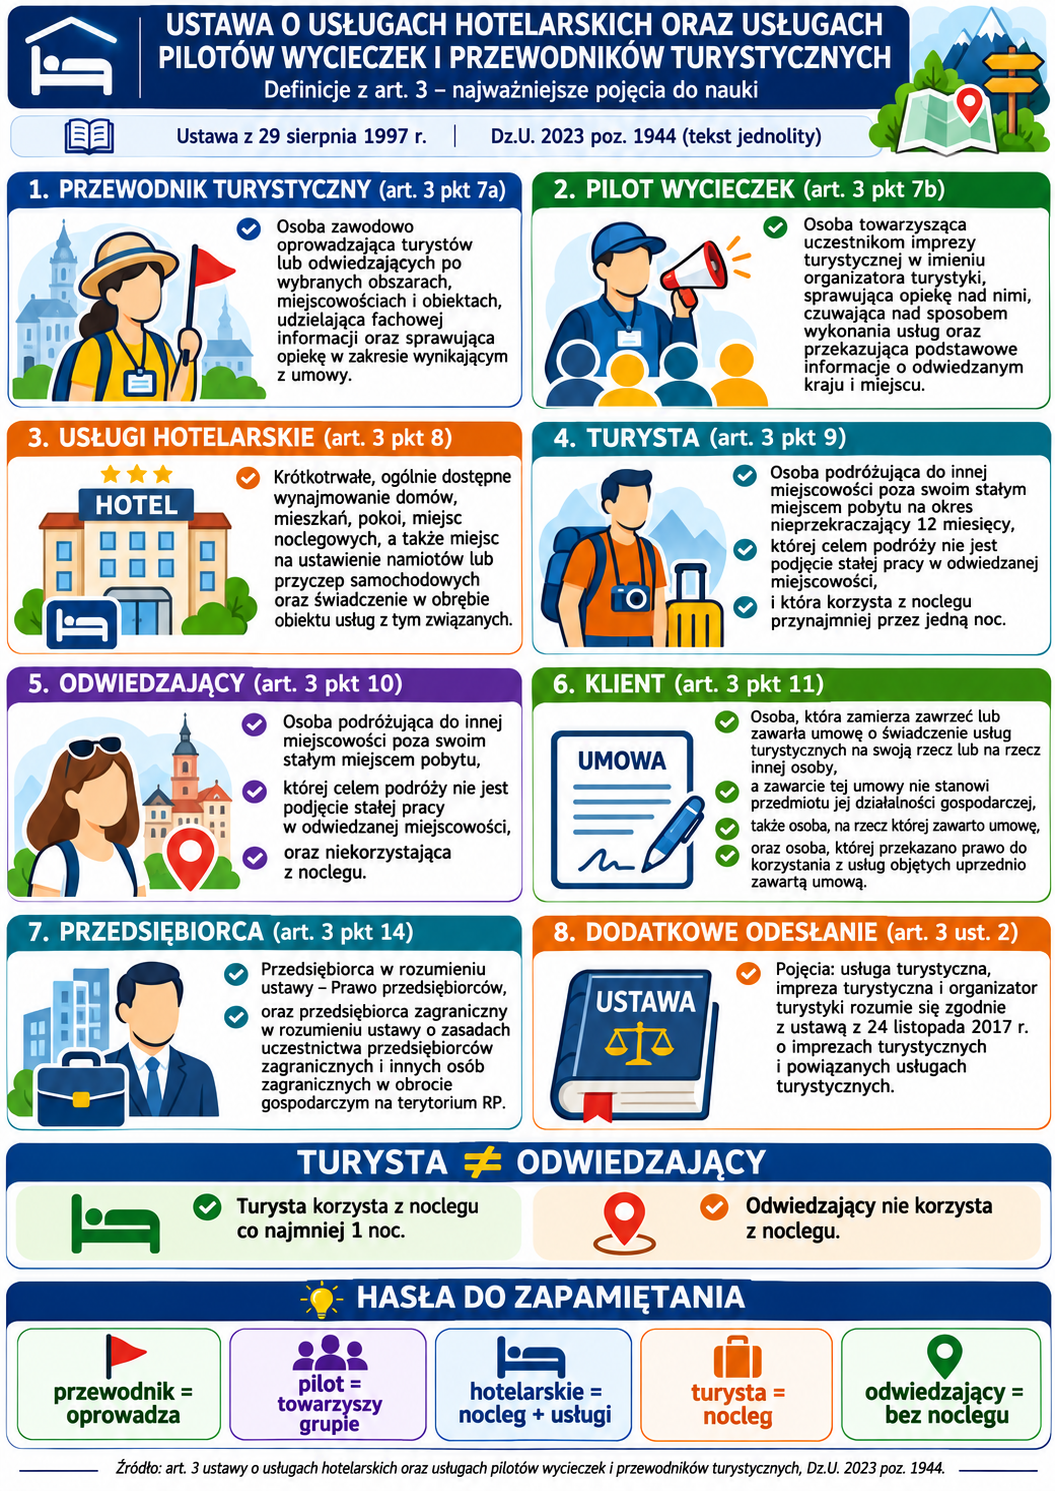 USTAWA O USŁUGACH HOTELARSKICH ORAZ USŁUGACH
PILOTÓW WYCIECZEK I PRZEWODNIKÓW TURYSTYCZNYCH
Definicje z art. 3 – najważniejsze pojęcia do nauki
Ustawa z 29 sierpnia 1997 r. | Dz.U. 2023 poz. 1944 (tekst jednolity)
1. PRZEWODNIK TURYSTYCZNY (art. 3 pkt 7a)
Osoba zawodowo
oprowadzająca turystów
lub odwiedzających po
wybranych obszarach,
miejscowościach i obiektach,
udzielająca fachowej
informacji oraz sprawująca
opiekę w zakresie wynikającym
z umowy.
2. PILOT WYCIECZEK (art. 3 pkt 7b)
Osoba towarzysząca
uczestnikom imprezy
turystycznej w imieniu
organizatora turystyki,
sprawująca opiekę nad nimi,
czuwająca nad sposobem
wykonania usług oraz
przekazująca podstawowe
informacje o odwiedzanym
kraju i miejscu.
3. USŁUGI HOTELARSKIE (art. 3 pkt 8)
HOTEL
Krótkotrwałe, ogólnie dostępne
wynajmowanie domów,
mieszkań, pokoi, miejsc
noclegowych, a także miejsc
na ustawienie namiotów lub
przyczep samochodowych
oraz świadczenie w obrębie
obiektu usług z tym związanych.
4. TURYSTA (art. 3 pkt 9)
Osoba podróżująca do innej
miejscowości poza swoim stałym
miejscem pobytu na okres
nieprzekraczający 12 miesięcy,
której celem podróży nie jest
podjęcie stałej pracy w odwiedzanej
miejscowości,
i która korzysta z noclegu
przynajmniej przez jedną noc.
5. ODWIEDZAJĄCY (art. 3 pkt 10)
Osoba podróżująca do innej
miejscowości poza swoim
stałym miejscem pobytu,
której celem podróży nie jest
podjęcie stałej pracy
w odwiedzanej miejscowości,
oraz niekorzystająca
z noclegu.
6. KLIENT (art. 3 pkt 11)
UMOWA
Osoba, która zamierza zawrzeć lub
zawarła umowę o świadczenie usług
turystycznych na swoją rzecz lub na rzecz
innej osoby,
a zawarcie tej umowy nie stanowi
przedmiotu jej działalności gospodarczej,
także osoba, na rzecz której zawarto umowę,
oraz osoba, której przekazano prawo do
korzystania z usług objętych uprzednio
zawartą umową.
7. PRZEDSIĘBIORCA (art. 3 pkt 14)
Przedsiębiorca w rozumieniu
ustawy – Prawo przedsiębiorców,
oraz przedsiębiorca zagraniczny
w rozumieniu ustawy o zasadach
uczestnictwa przedsiębiorców
zagranicznych i innych osób
zagranicznych w obrocie
gospodarczym na terytorium RP.
8. DODATKOWE ODESŁANIE (art. 3 ust. 2)
USTAWA
Pojęcia: usługa turystyczna,
impreza turystyczna i organizator
turystyki rozumie się zgodnie
z ustawą z 24 listopada 2017 r.
o imprezach turystycznych
i powiązanych usługach
turystycznych.
TURYSTA ≠ ODWIEDZAJĄCY
Turysta korzysta z noclegu
co najmniej 1 noc.
Odwiedzający nie korzysta
z noclegu.
HASŁA DO ZAPAMIĘTANIA
przewodnik =
oprowadza
pilot =
towarzyszy
grupie
hotelarskie =
nocleg + usługi
turysta =
nocleg
odwiedzający =
bez noclegu
Źródło: art. 3 ustawy o usługach hotelarskich oraz usługach pilotów wycieczek i przewodników turystycznych, Dz.U. 2023 poz. 1944.